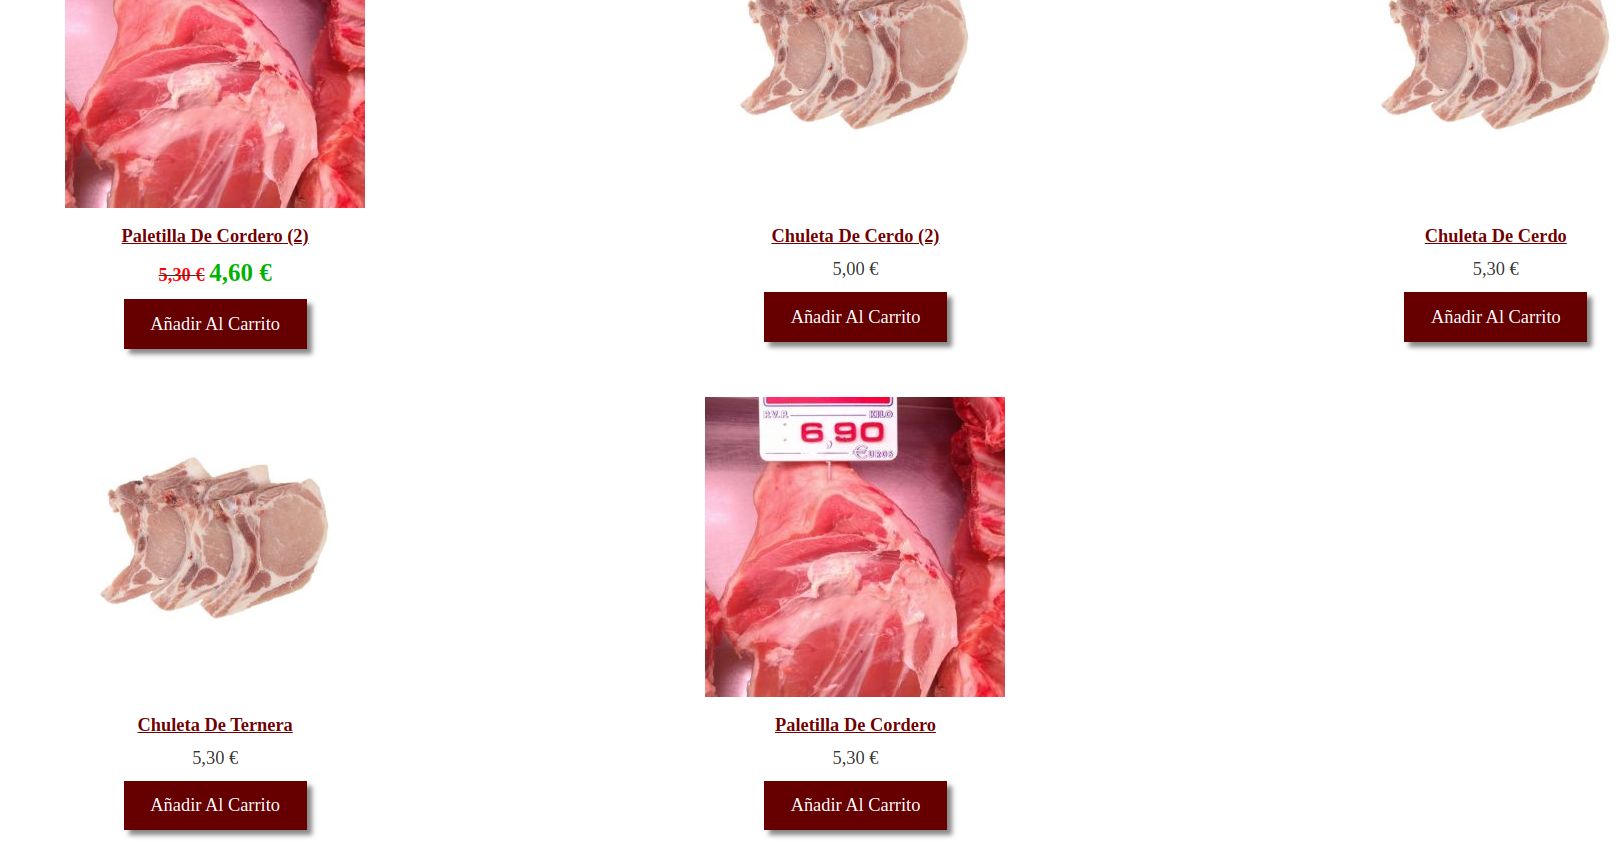 Paletilla De Cordero (2)
5,30 € 4,60 €
Añadir Al Carrito
Chuleta De Cerdo (2)
5,00 €
Añadir Al Carrito
Chuleta De Cerdo
5,30 €
Añadir Al Carrito
Chuleta De Ternera
5,30 €
Añadir Al Carrito
P.V.P. KILO
6,90
€UROS
Paletilla De Cordero
5,30 €
Añadir Al Carrito